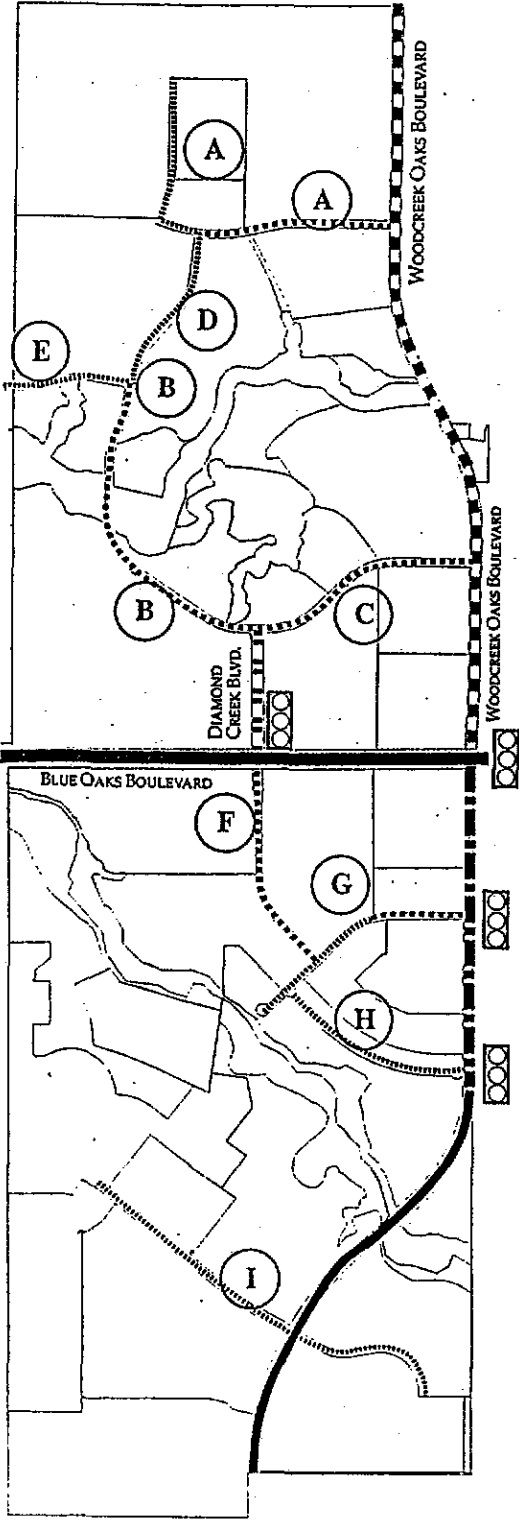 WOODCREEK OAKS BOULEVARD
A
A
D
E
B
B
C
WOODCREEK OAKS BOULEVARD
DIAMOND
CREEK BLVD.
BLUE OAKS BOULEVARD
F
G
H
I